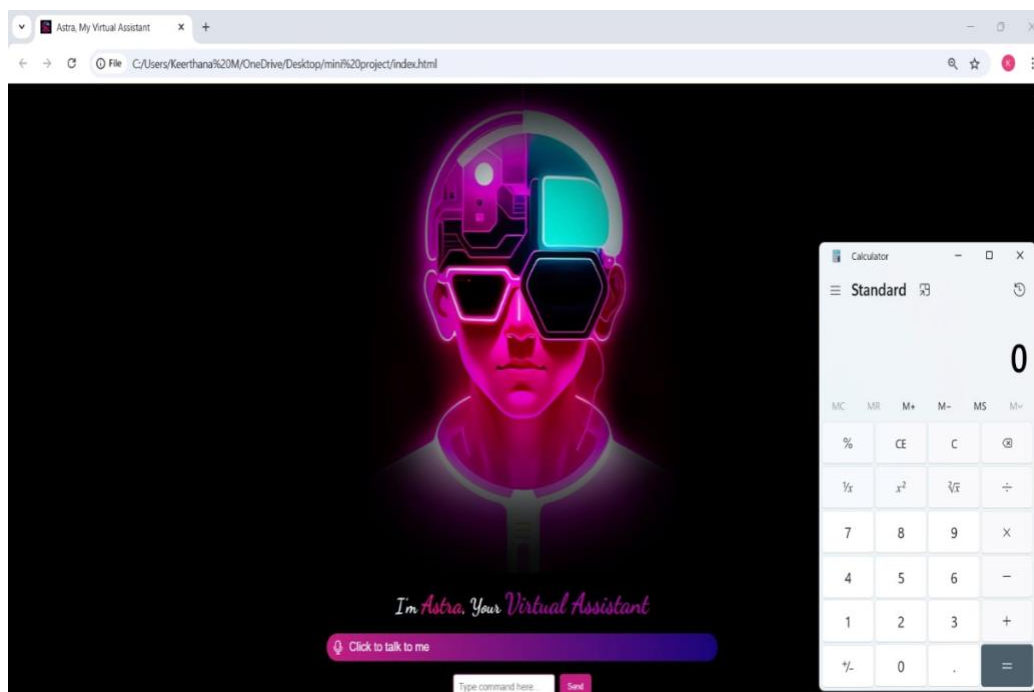 Astra, My Virtual Assistant
File C:/Users/Keerthana%20M/OneDrive/Desktop/mini%20project/index.html
K
I'm Astra, Your Virtual Assistant
Click to talk to me
Type command here...
Send
Calculator
Standard
0
MC MR M+ M− MS M˅
% CE C
¹/x x² ²√x ÷
7 8 9 ×
4 5 6 −
1 2 3 +
+/- 0 . =